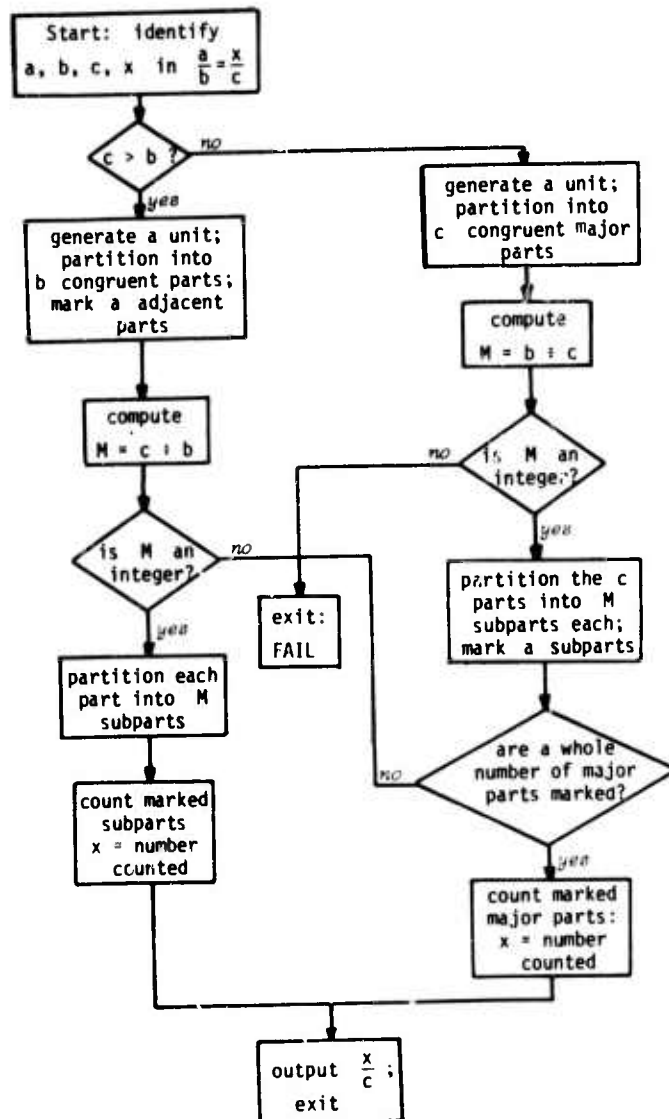 Start: identify
a, b, c, x in a/b = x/c
c > b ?
no
yes
generate a unit;
partition into
b congruent parts;
mark a adjacent
parts
compute
M = c ÷ b
is M an
integer?
no
yes
partition each
part into M
subparts
count marked
subparts
x = number
counted
generate a unit;
partition into
c congruent major
parts
compute
M = b ÷ c
is M an
integer?
no
yes
exit:
FAIL
partition the c
parts into M
subparts each;
mark a subparts
are a whole
number of major
parts marked?
no
yes
count marked
major parts:
x = number
counted
output x/c ;
exit